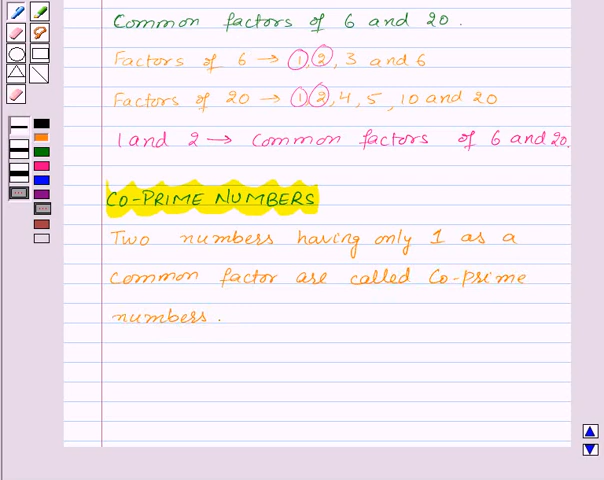 Common factors of 6 and 20.
Factors of 6 → 1, 2, 3 and 6
Factors of 20 → 1, 2, 4, 5, 10 and 20
1 and 2 → Common factors of 6 and 20.
CO-PRIME NUMBERS
Two numbers having only 1 as a
common factor are called Co-prime
numbers.